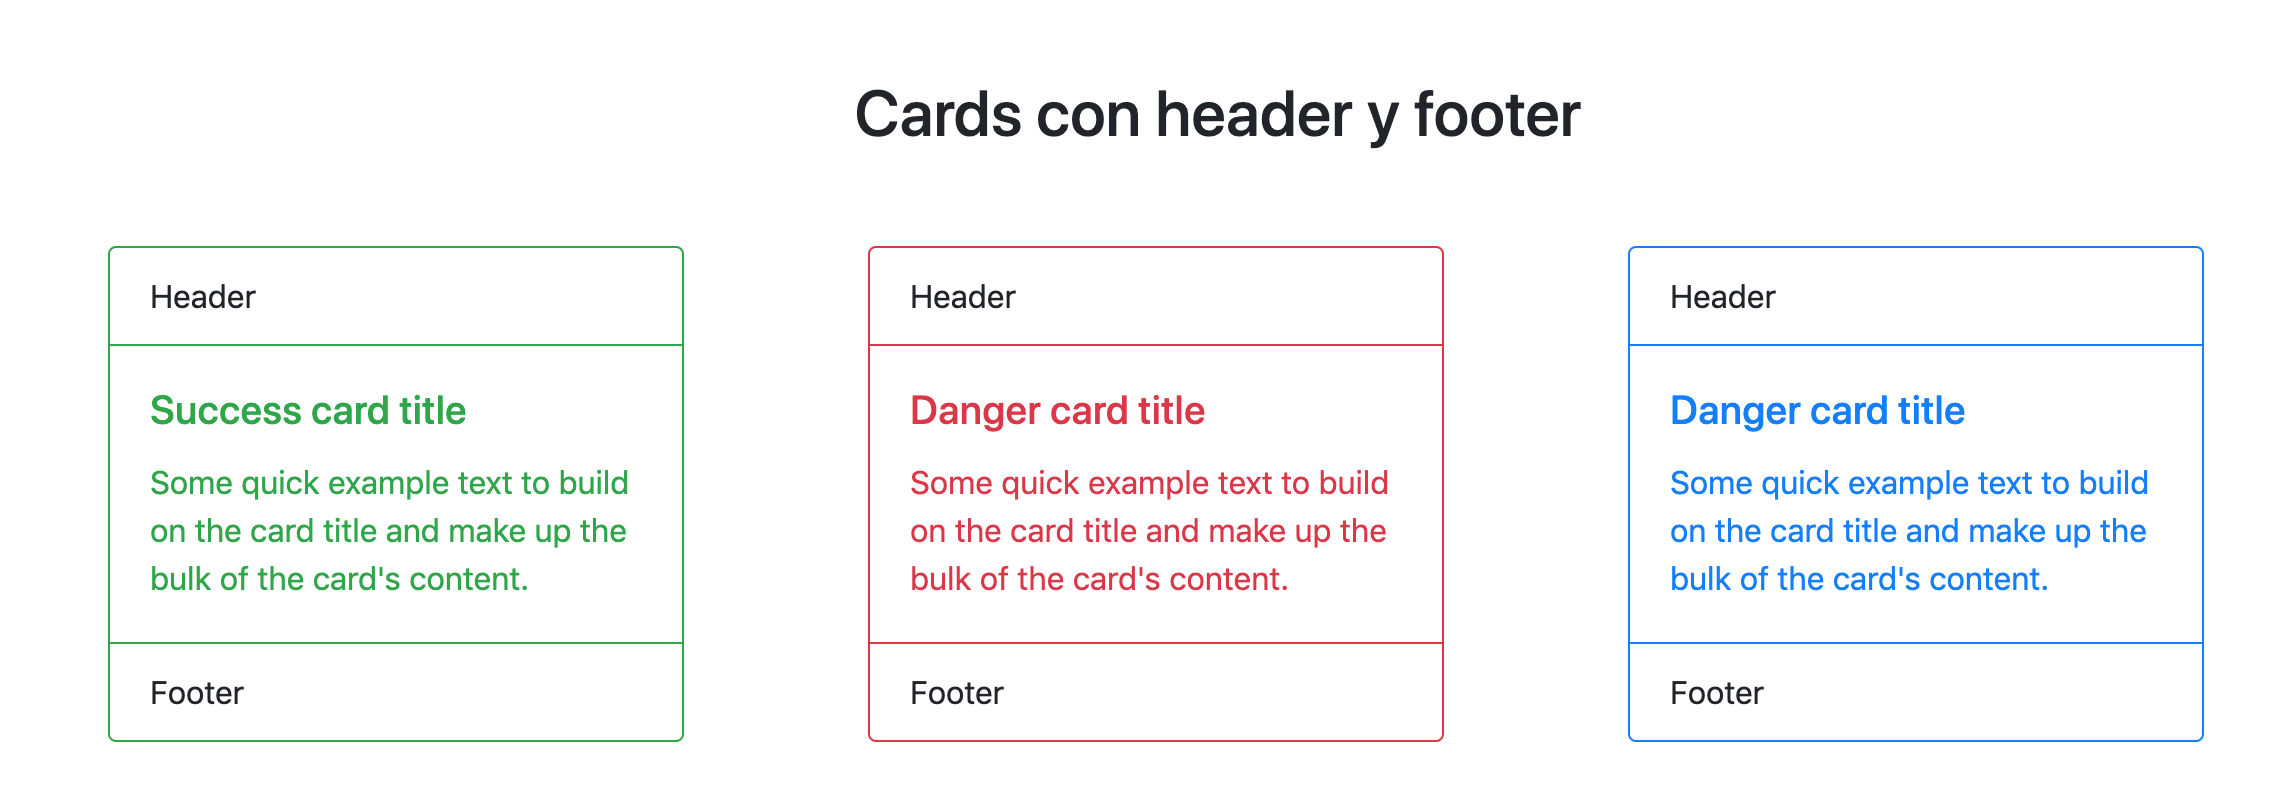 Cards con header y footer
Header
Success card title
Some quick example text to build
on the card title and make up the
bulk of the card's content.
Footer
Header
Danger card title
Some quick example text to build
on the card title and make up the
bulk of the card's content.
Footer
Header
Danger card title
Some quick example text to build
on the card title and make up the
bulk of the card's content.
Footer